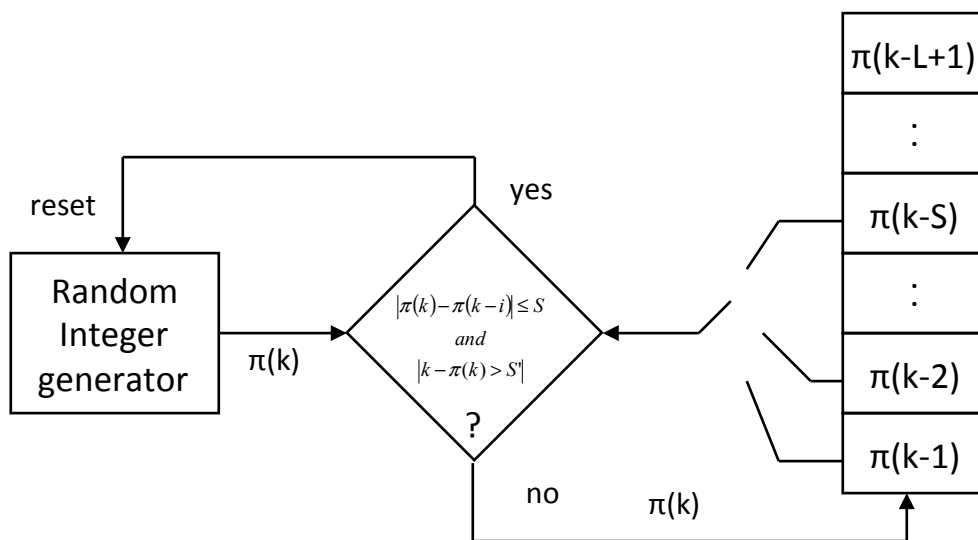 reset
yes
Random
Integer
generator
π(k)
|π(k)−π(k−i)| ≤ S
and
|k−π(k) > S'|
?
no
π(k)
π(k-L+1)
:
π(k-S)
:
π(k-2)
π(k-1)